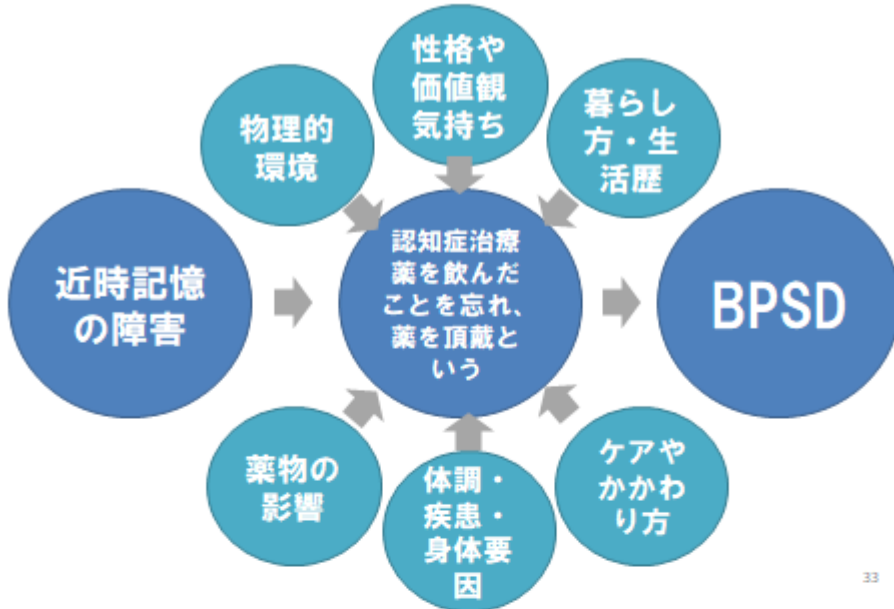 性格や
価値観
気持ち
物理的
環境
暮らし
方・生
活歴
近時記憶
の障害
認知症治療
薬を飲んだ
ことを忘れ、
薬を頂戴と
いう
BPSD
薬物の
影響
体調・
疾患・
身体要
因
ケアや
かかわ
り方
33